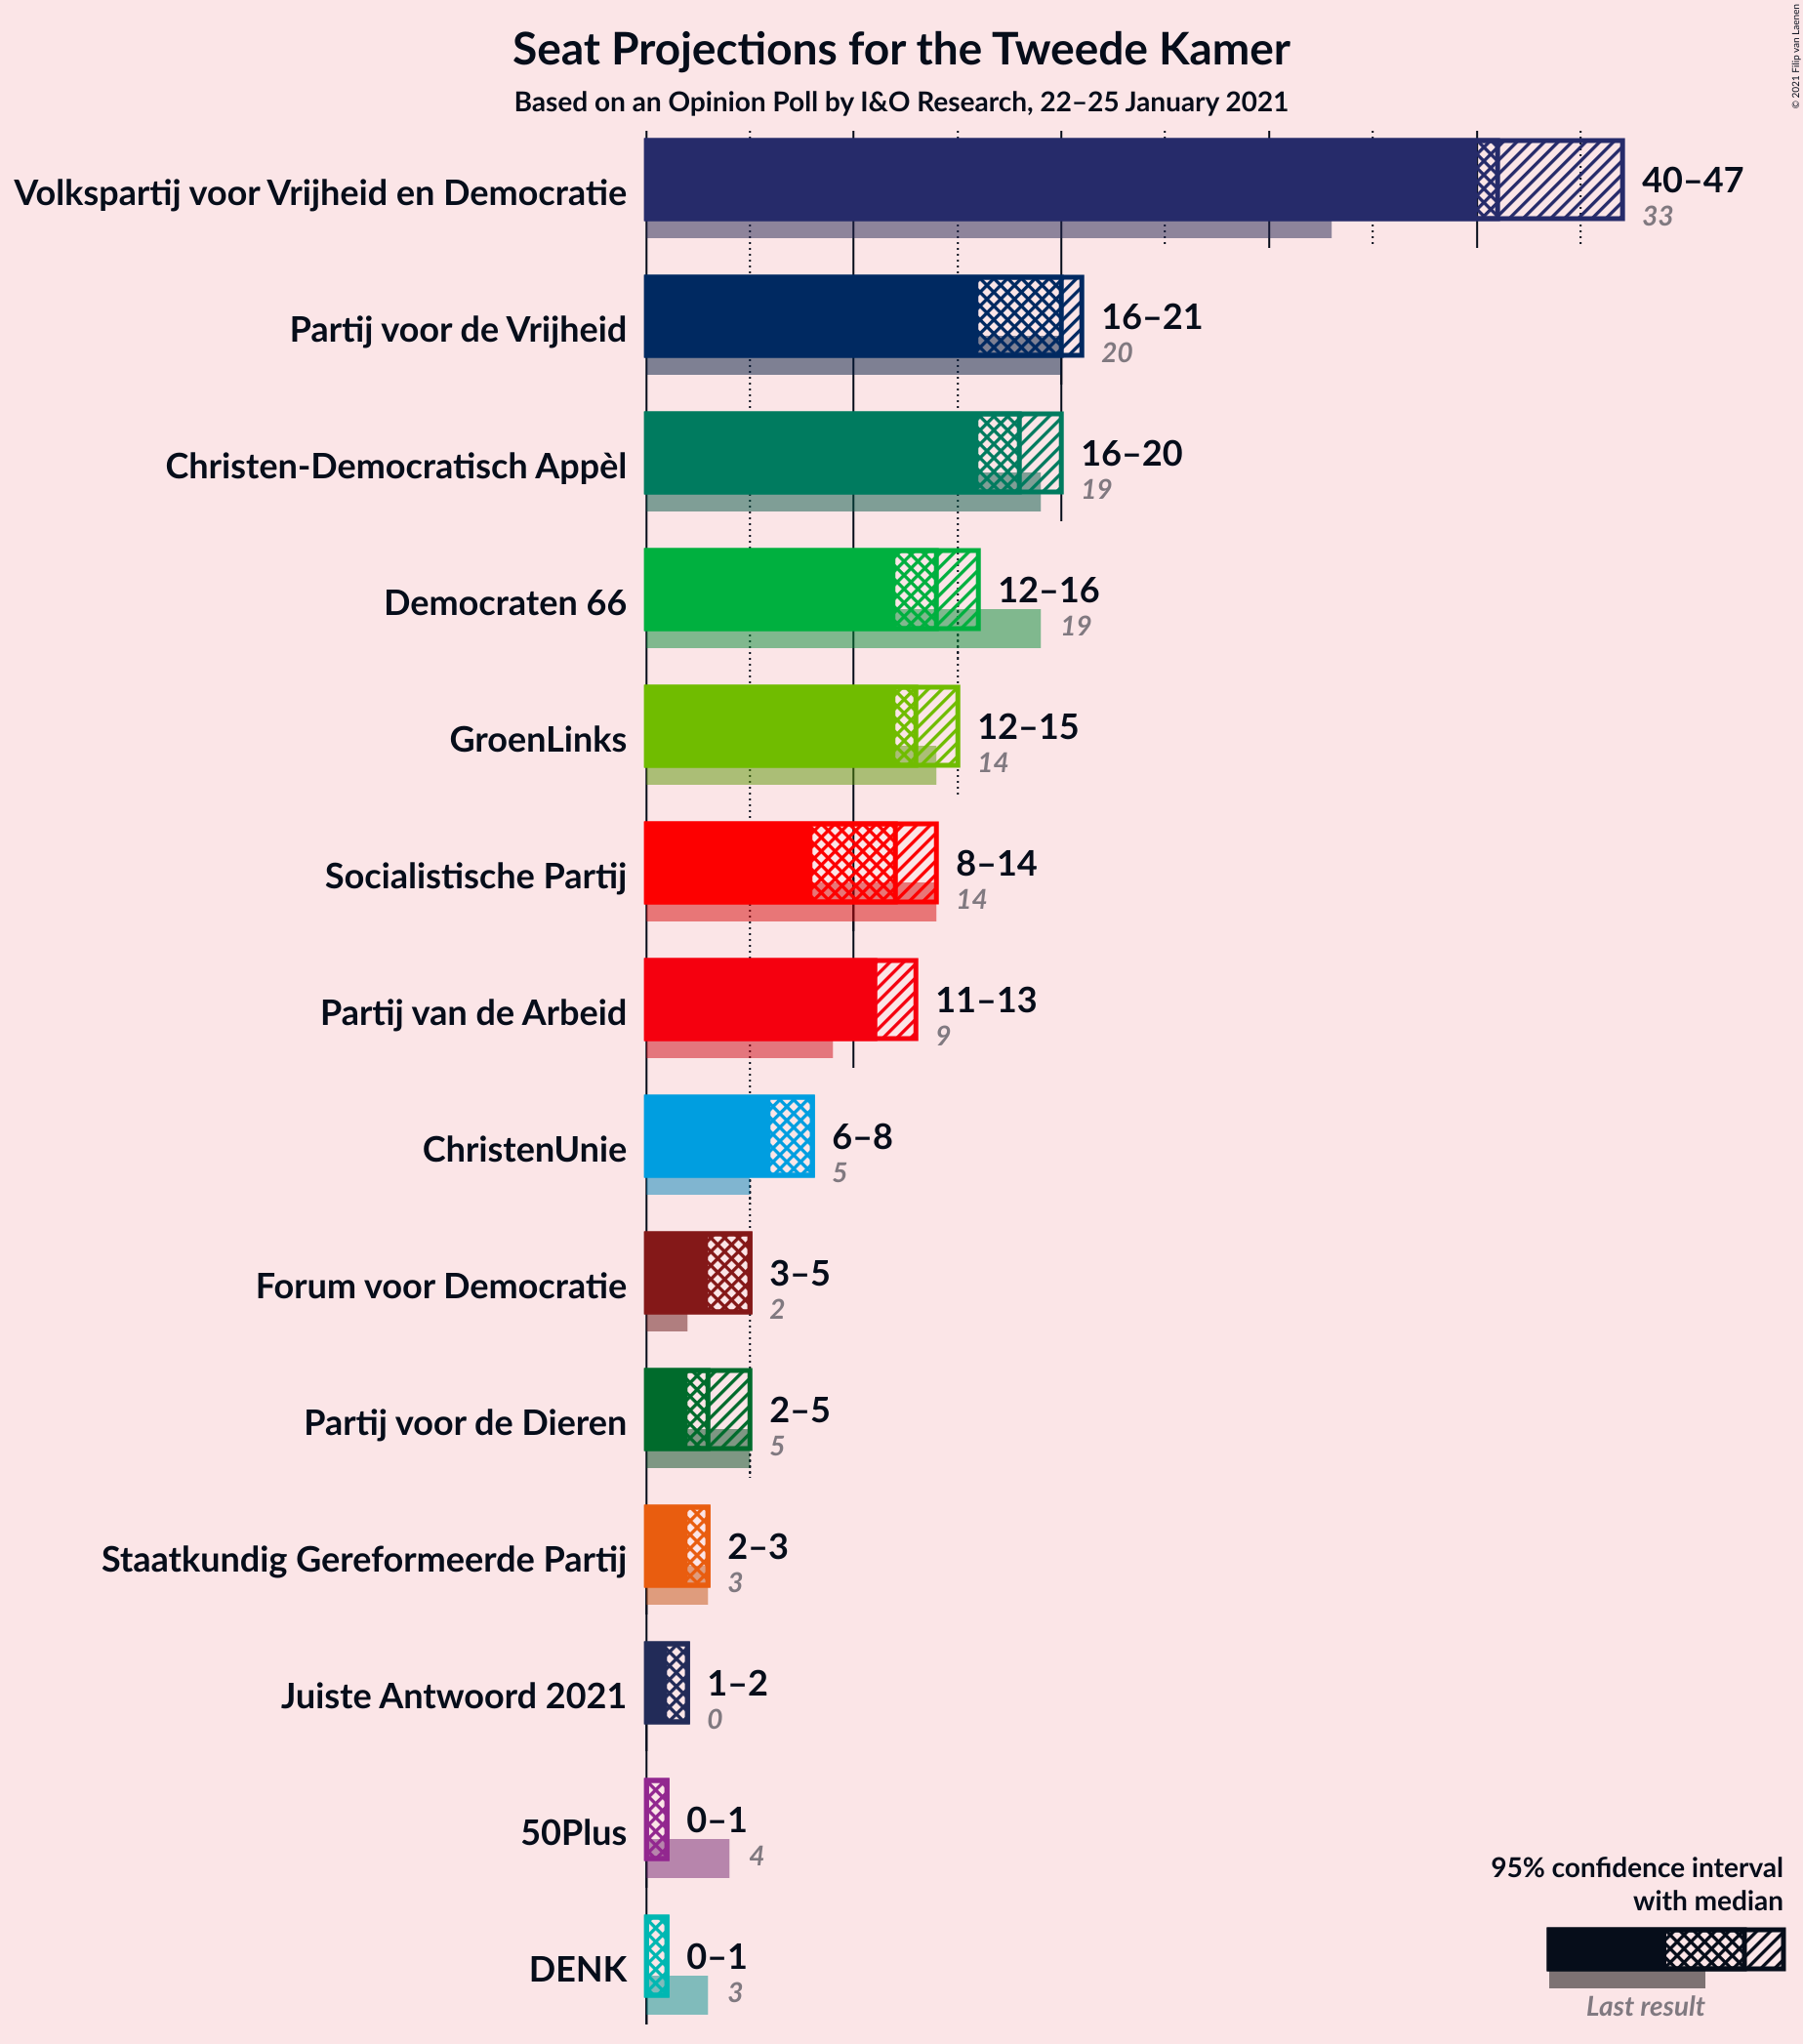 Seat Projections for the Tweede Kamer
Based on an Opinion Poll by I&O Research, 22–25 January 2021
© 2021 Filip van Laenen
Volkspartij voor Vrijheid en Democratie
40–47
33
Partij voor de Vrijheid
16–21
20
Christen-Democratisch Appèl
16–20
19
Democraten 66
12–16
19
GroenLinks
12–15
14
Socialistische Partij
8–14
14
Partij van de Arbeid
11–13
9
ChristenUnie
6–8
5
Forum voor Democratie
3–5
2
Partij voor de Dieren
2–5
5
Staatkundig Gereformeerde Partij
2–3
3
Juiste Antwoord 2021
1–2
0
50Plus
0–1
4
DENK
0–1
3
95% confidence interval
with median
Last result